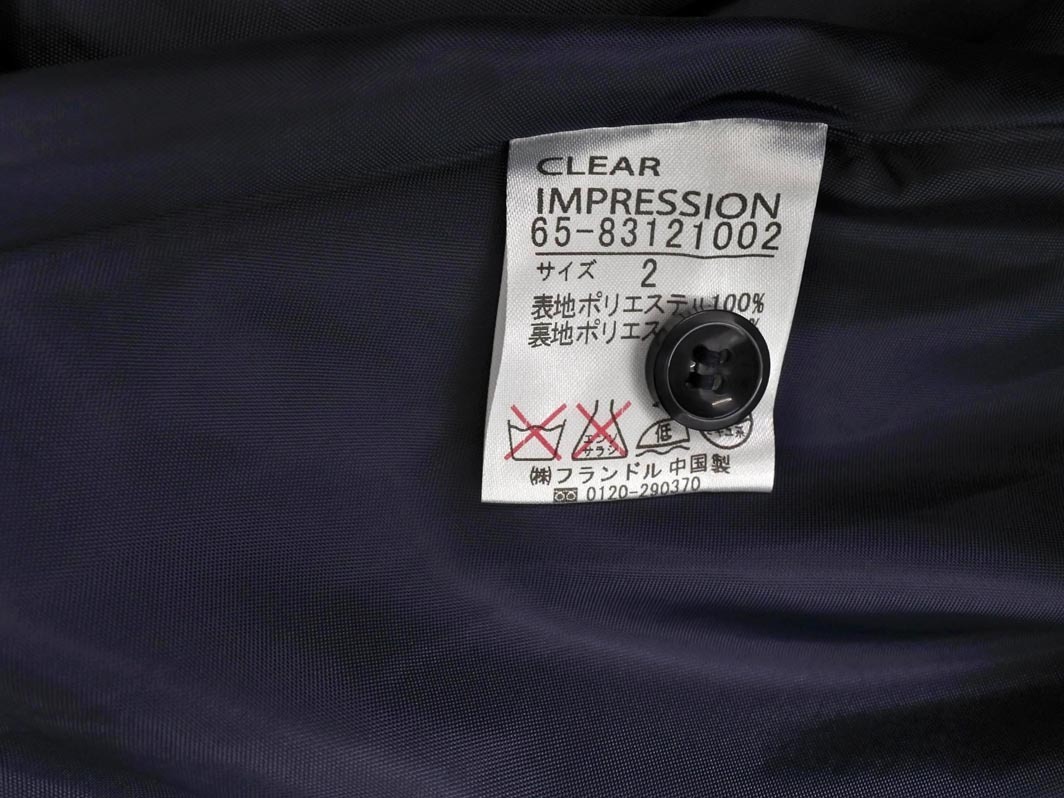 CLEAR
IMPRESSION
65-83121002
サイズ 2
表地ポリエステル100%
裏地ポリエス %
エンソ
サラシ
低
(株)フランドル 中国製
0120-290370